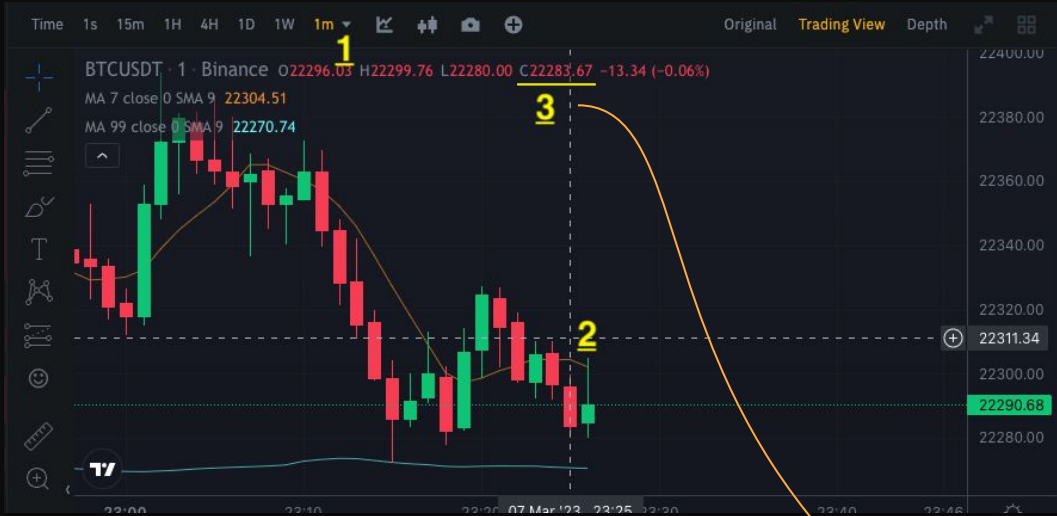 Time 1s 15m 1H 4H 1D 1W 1m Original Trading View Depth
1
BTCUSDT · 1 · Binance O22296.03 H22299.76 L22280.00 C22283.67 −13.34 (−0.06%)
22400.00
MA 7 close 0 SMA 9 22304.51
3
22380.00
MA 99 close 0 SMA 9 22270.74
22360.00
T
22340.00
22320.00
2
22311.34
22300.00
22290.68
22280.00
23:00 23:10 23:20 07 Mar '23 23:25 23:30 23:40 23:46